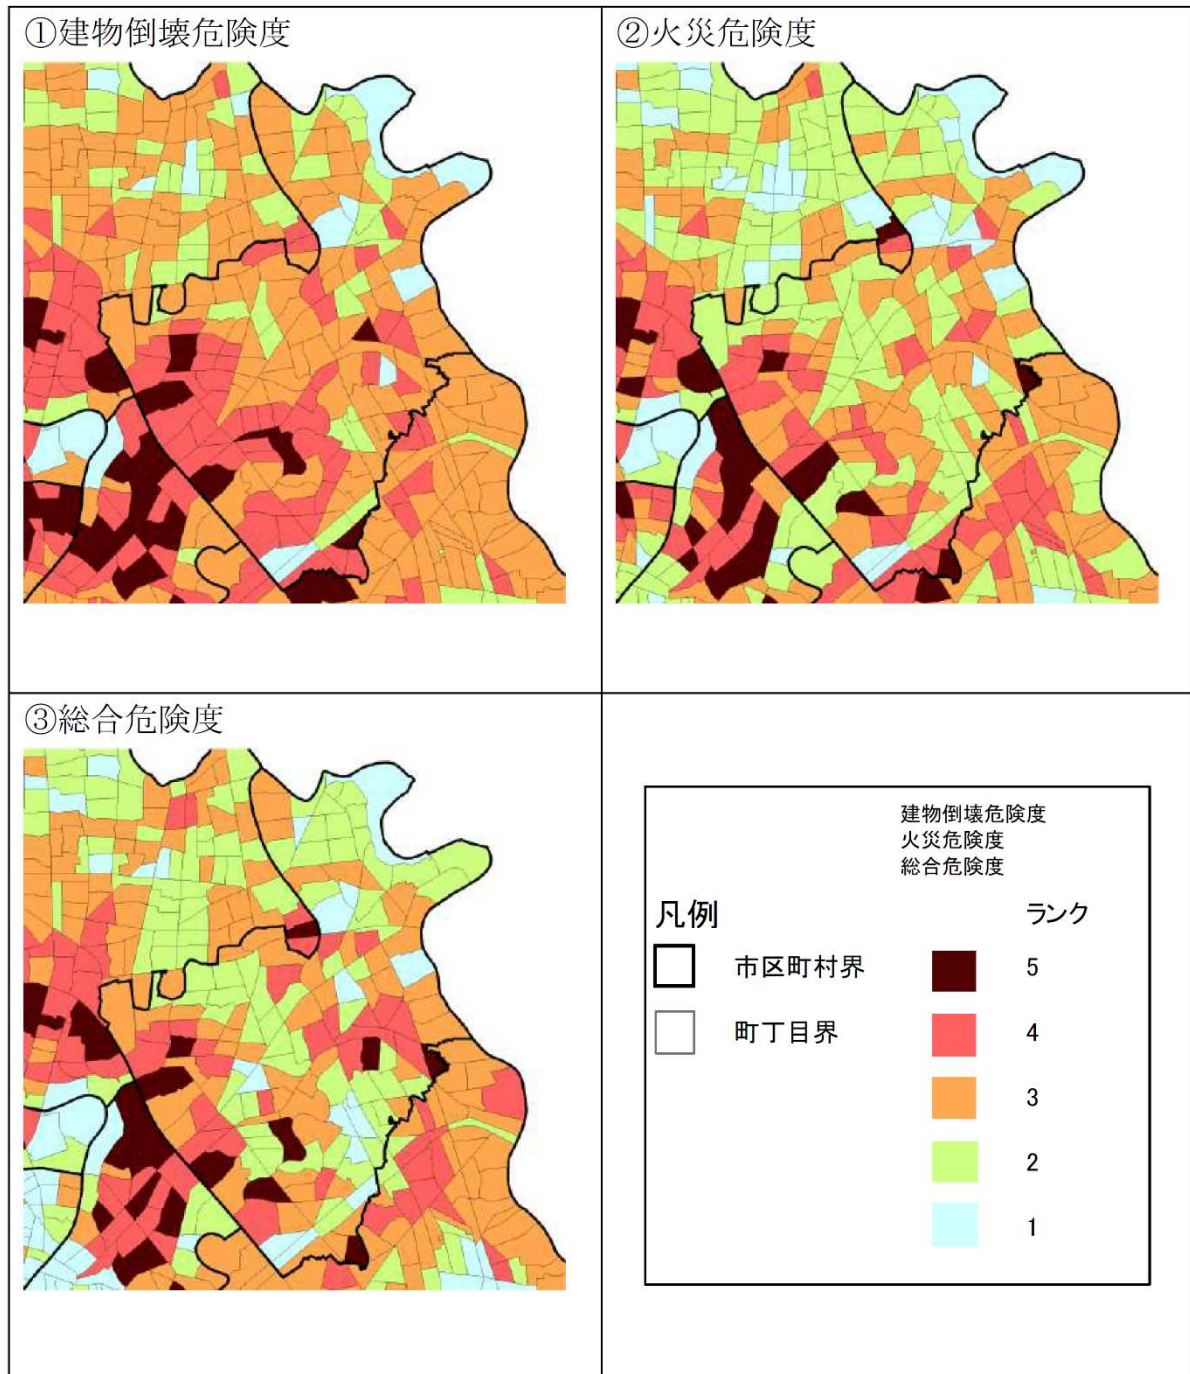 ①建物倒壊危険度
②火災危険度
③総合危険度
建物倒壊危険度
火災危険度
総合危険度
凡例
ランク
市区町村界
5
町丁目界
4
3
2
1